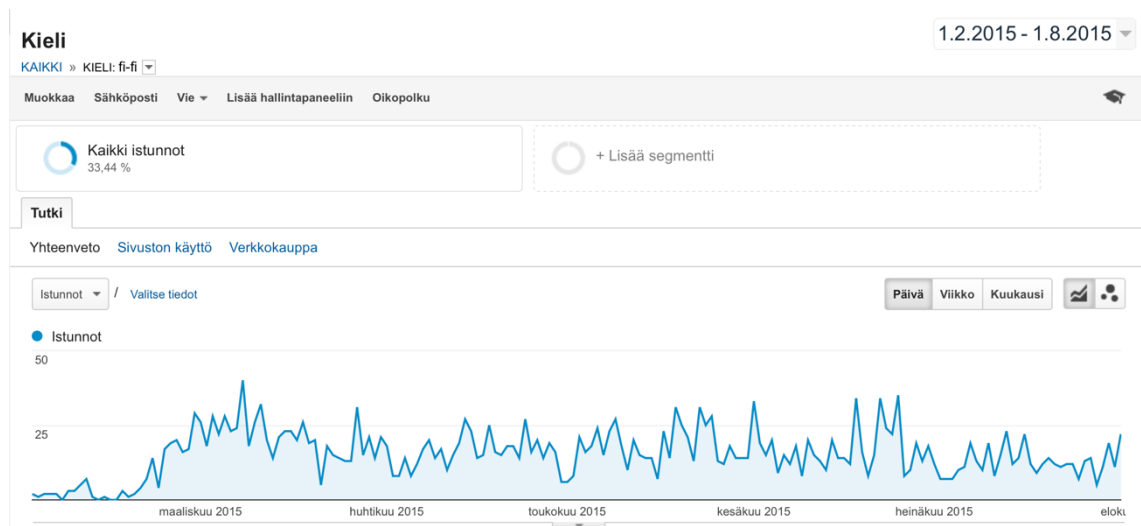 Kieli
1.2.2015 - 1.8.2015
KAIKKI » KIELI: fi-fi
Muokkaa Sähköposti Vie Lisää hallintapaneeliin Oikopolku
Kaikki istunnot
33,44 %
+ Lisää segmentti
Tutki
Yhteenveto Sivuston käyttö Verkkokauppa
Istunnot / Valitse tiedot
Päivä Viikko Kuukausi
Istunnot
50
25
maaliskuu 2015 huhtikuu 2015 toukokuu 2015 kesäkuu 2015 heinäkuu 2015 eloku